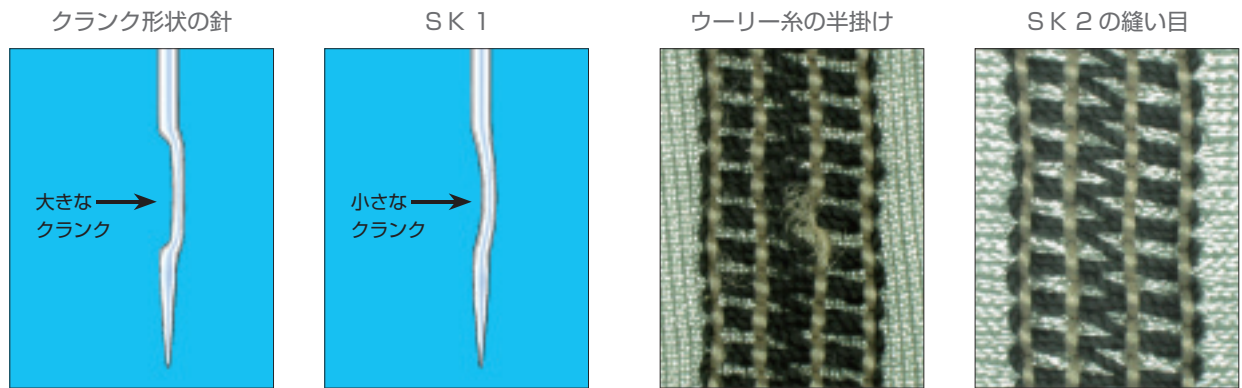 クランク形状の針
ＳＫ１
ウーリー糸の半掛け
ＳＫ２の縫い目
大きな
クランク
小さな
クランク